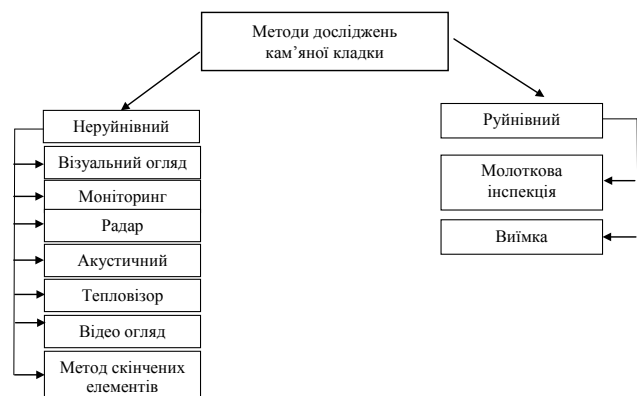 Методи досліджень
кам’яної кладки
Неруйнівний
Візуальний огляд
Моніторинг
Радар
Акустичний
Тепловізор
Відео огляд
Метод скінчених
елементів
Руйнівний
Молоткова
інспекція
Виїмка